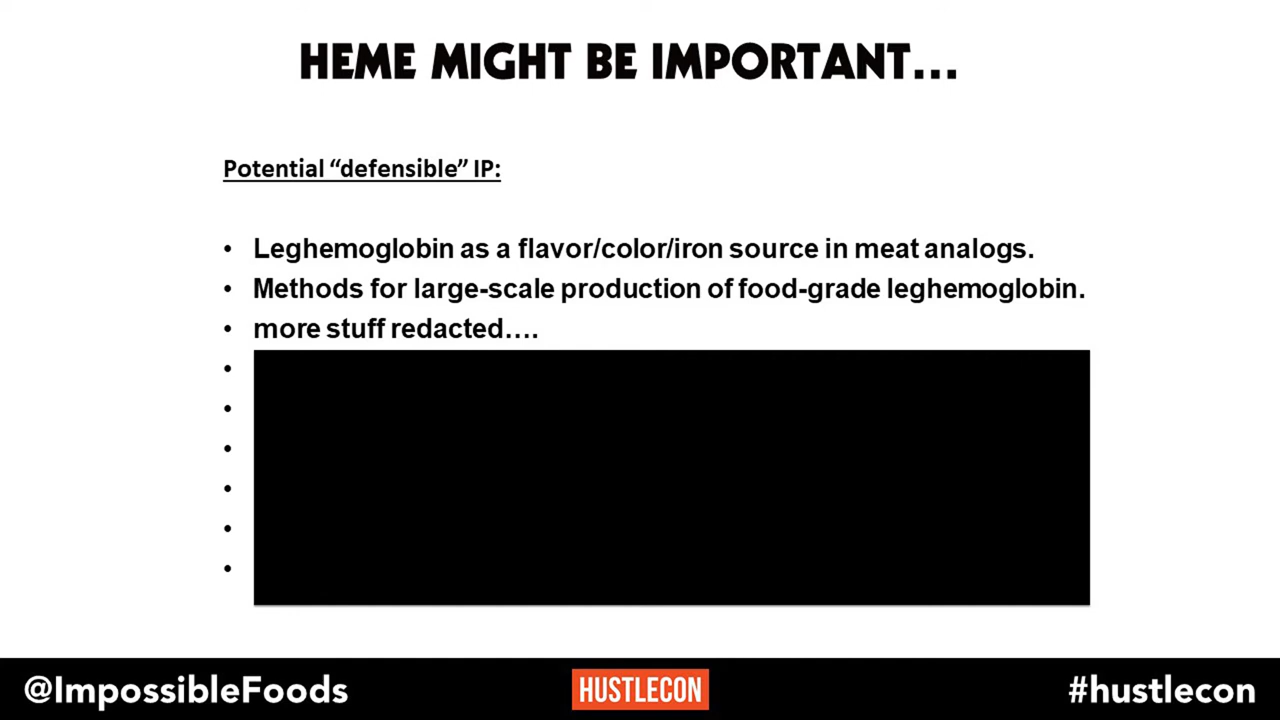 HEME MIGHT BE IMPORTANT...
Potential “defensible” IP:
• Leghemoglobin as a flavor/color/iron source in meat analogs.
• Methods for large-scale production of food-grade leghemoglobin.
• more stuff redacted….
•
•
•
•
•
•
@ImpossibleFoods
HUSTLECON
#hustlecon